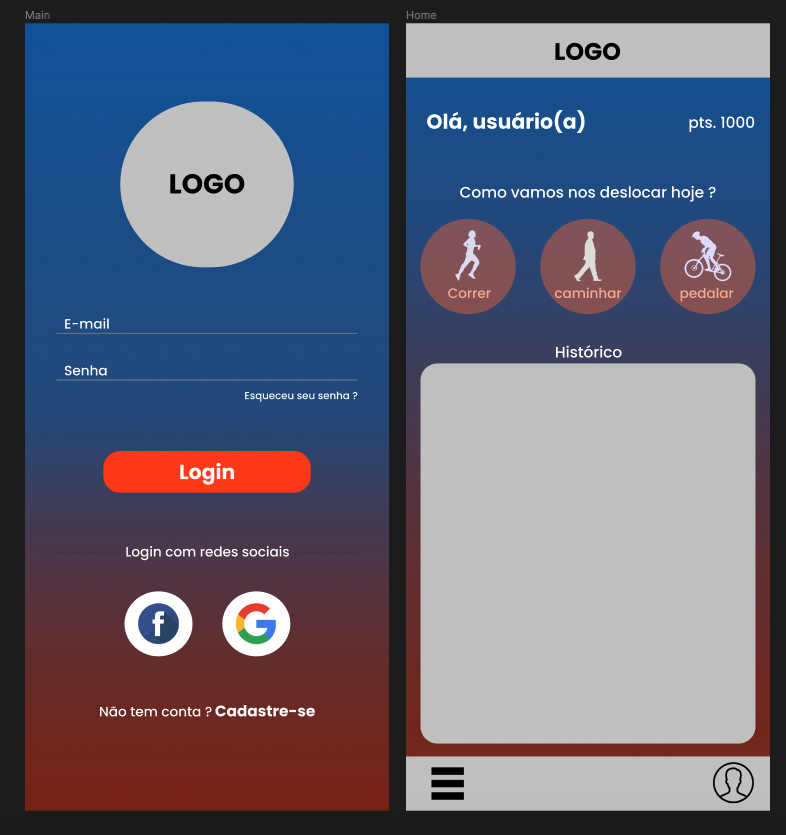 Main
LOGO
E-mail
Senha
Esqueceu seu senha ?
Login
Login com redes sociais
f
G
Não tem conta ? Cadastre-se
Home
LOGO
Olá, usuário(a)
pts. 1000
Como vamos nos deslocar hoje ?
Correr
caminhar
pedalar
Histórico